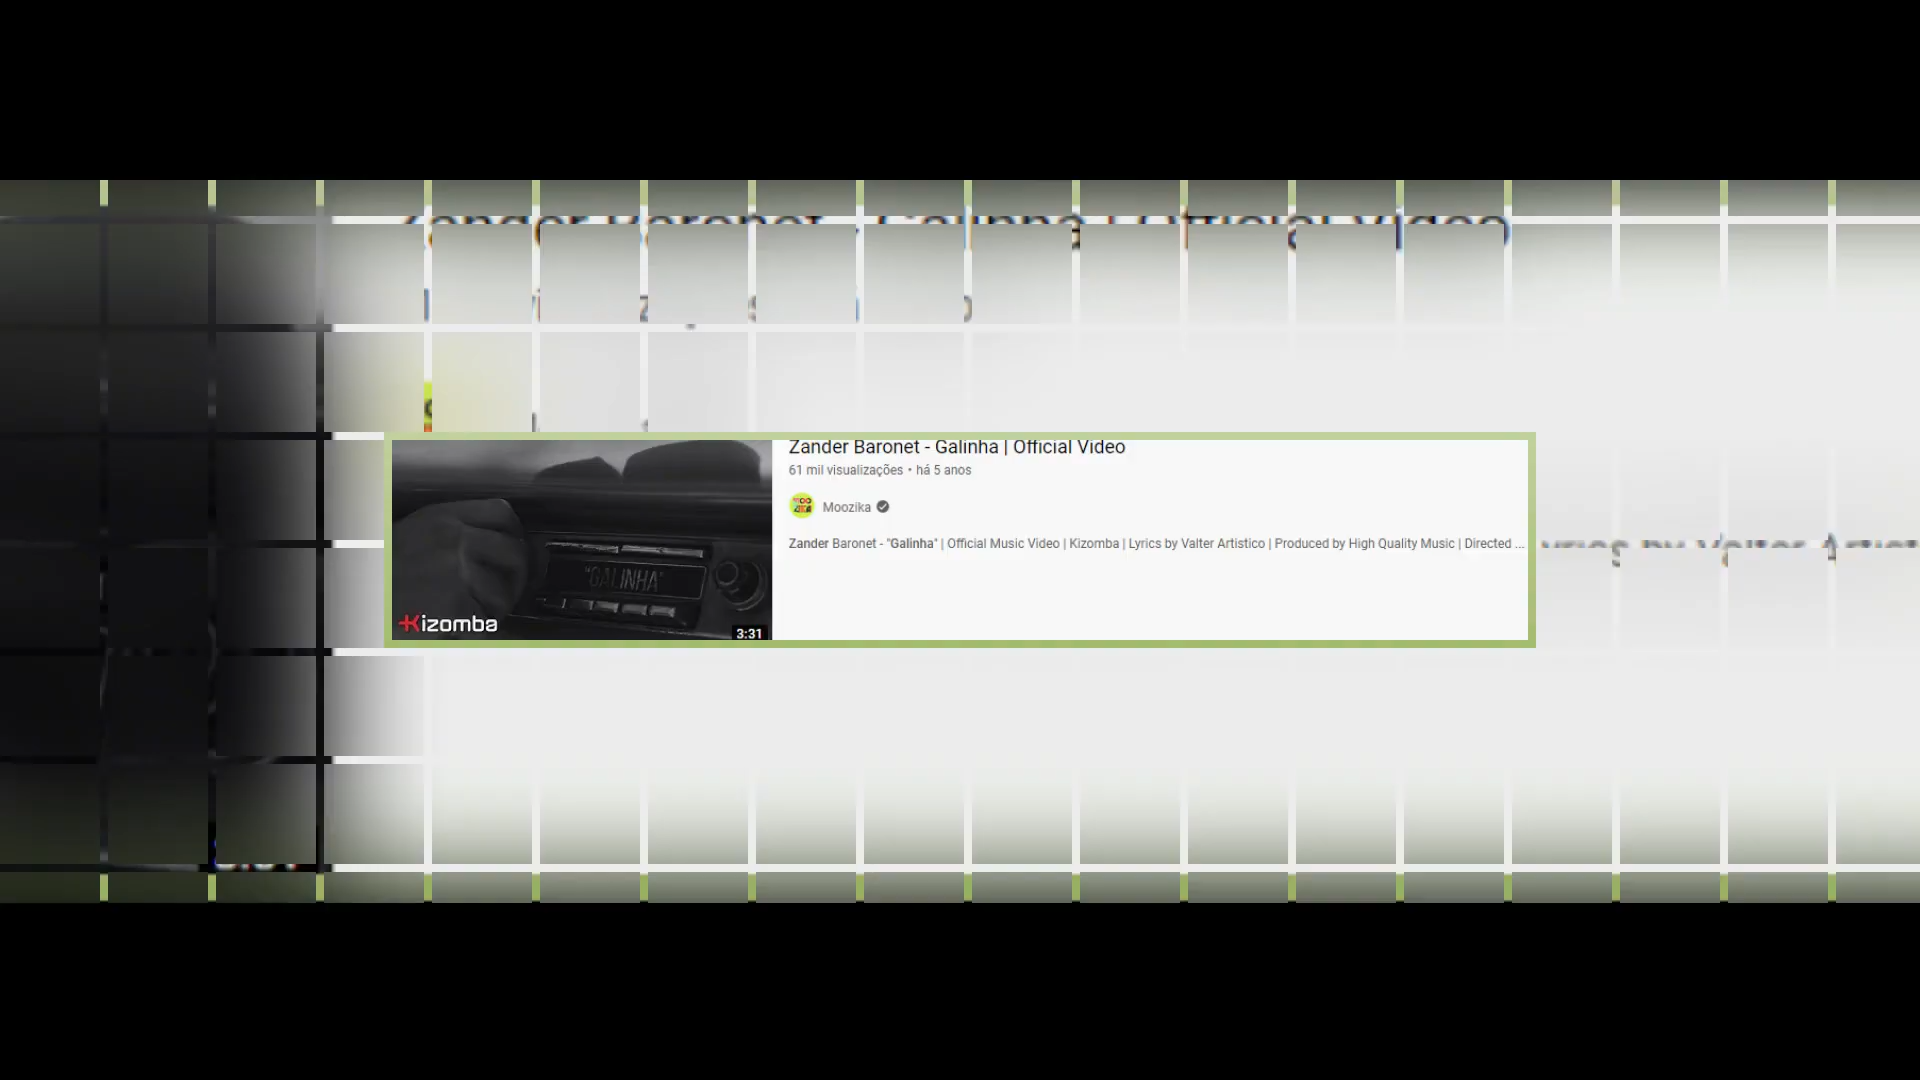 Zander Baronet - Galinha | Official Video
61 mil visualizações • há 5 anos
Moozika
Zander Baronet - "Galinha" | Official Music Video | Kizomba | Lyrics by Valter Artistico | Produced by High Quality Music | Directed ...
"GALINHA"
Kizomba
3:31